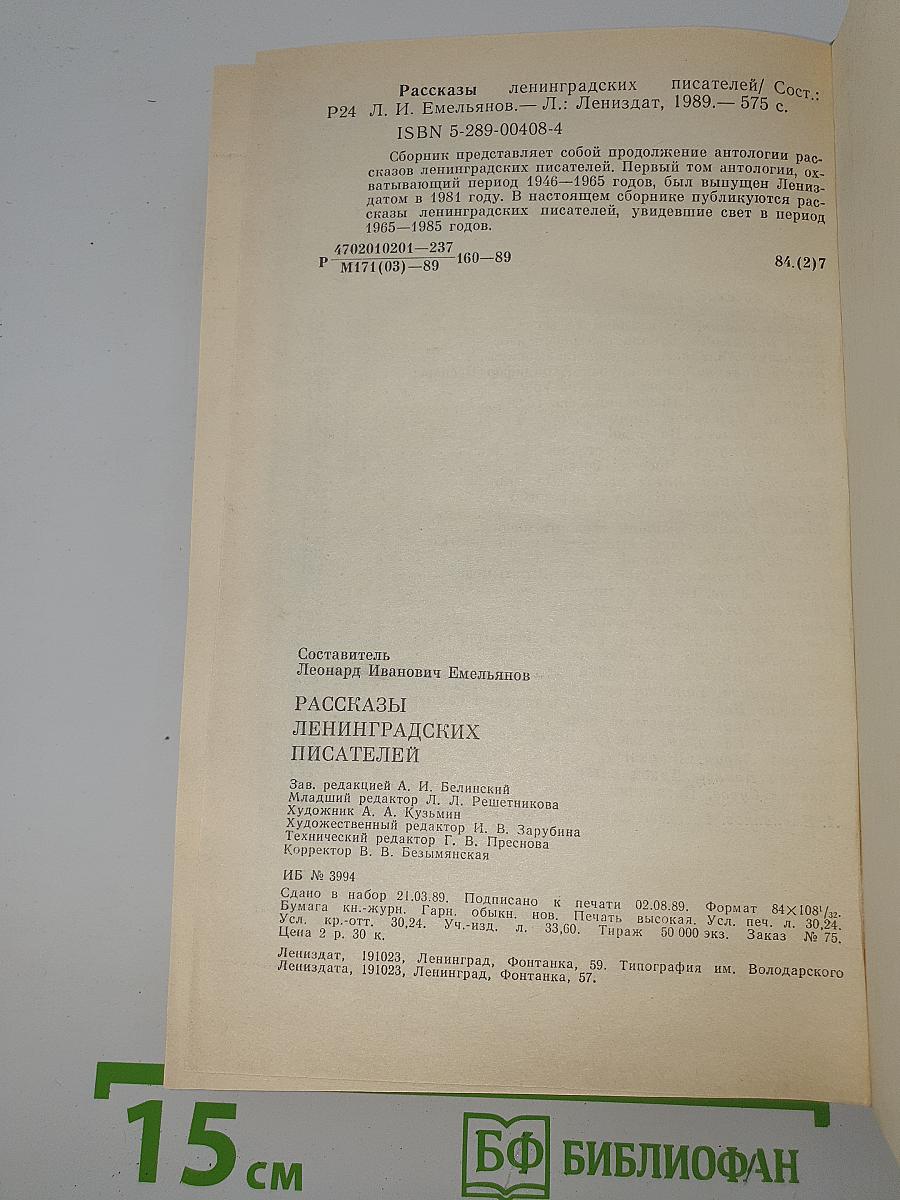 Рассказы ленинградских писателей/ Сост.:
Р24 Л. И. Емельянов.— Л.: Лениздат, 1989.— 575 с.
ISBN 5-289-00408-4
Сборник представляет собой продолжение антологии рас-
сказов ленинградских писателей. Первый том антологии, ох-
ватывающий период 1946—1965 годов, был выпущен Лениз-
датом в 1981 году. В настоящем сборнике публикуются рас-
сказы ленинградских писателей, увидевшие свет в период
1965—1985 годов.
4702010201—237
Р 160—89 84.(2)7
М171(03)—89
Составитель
Леонард Иванович Емельянов
РАССКАЗЫ
ЛЕНИНГРАДСКИХ
ПИСАТЕЛЕЙ
Зав. редакцией А. И. Белинский
Младший редактор Л. Л. Решетникова
Художник А. А. Кузьмин
Художественный редактор И. В. Зарубина
Технический редактор Г. В. Преснова
Корректор В. В. Безымянская
ИБ № 3994
Сдано в набор 21.03.89. Подписано к печати 02.08.89. Формат 84×108¹/₃₂.
Бумага кн.-журн. Гарн. обыкн. нов. Печать высокая. Усл. печ. л. 30,24.
Усл. кр.-отт. 30,24. Уч.-изд. л. 33,60. Тираж 50 000 экз. Заказ № 75.
Цена 2 р. 30 к.
Лениздат, 191023, Ленинград, Фонтанка, 59. Типография им. Володарского
Лениздата, 191023, Ленинград, Фонтанка, 57.
15 см
БФ БИБЛИОФАН